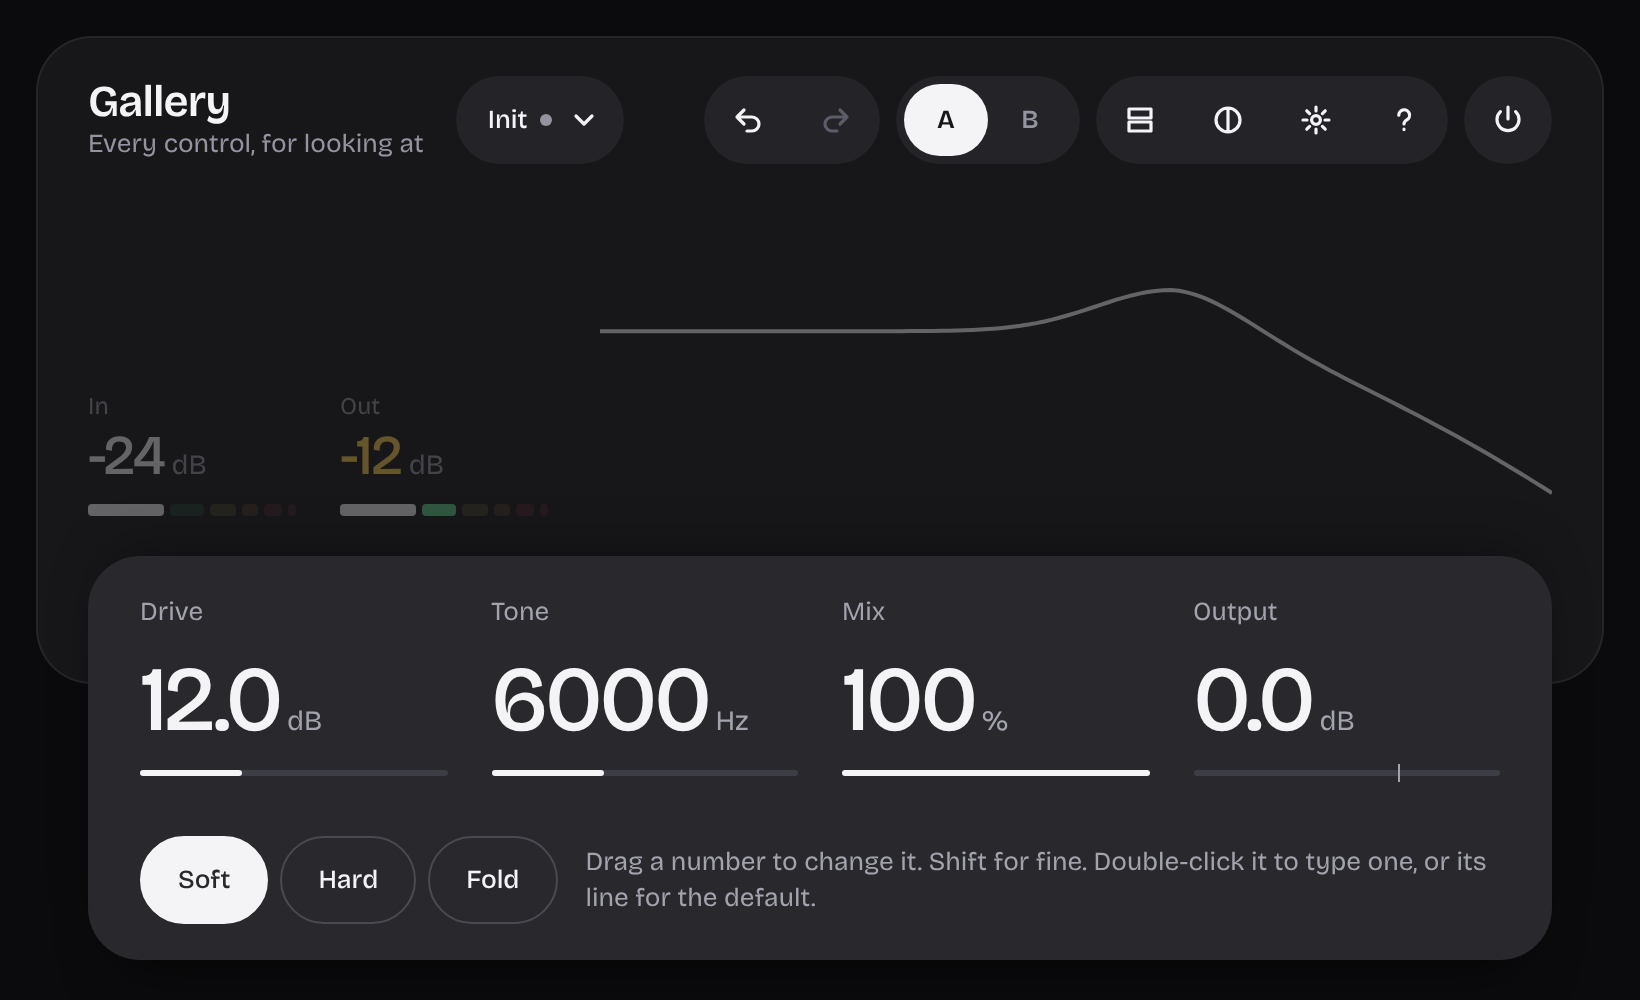 Gallery
Every control, for looking at
Init
A
B
?
In
-24 dB
Out
-12 dB
Drive
12.0 dB
Tone
6000 Hz
Mix
100 %
Output
0.0 dB
Soft
Hard
Fold
Drag a number to change it. Shift for fine. Double-click it to type one, or its
line for the default.